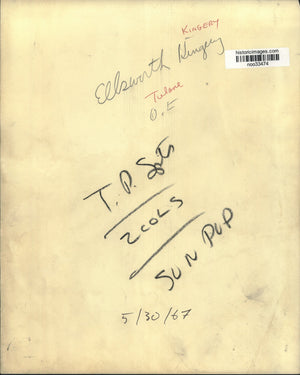 KINGERY
Ellsworth Kingery
historicimages.com
noo33474
Tulane
O.E
T.P. Spts
2 COLS
SUN PUP
5/30/67